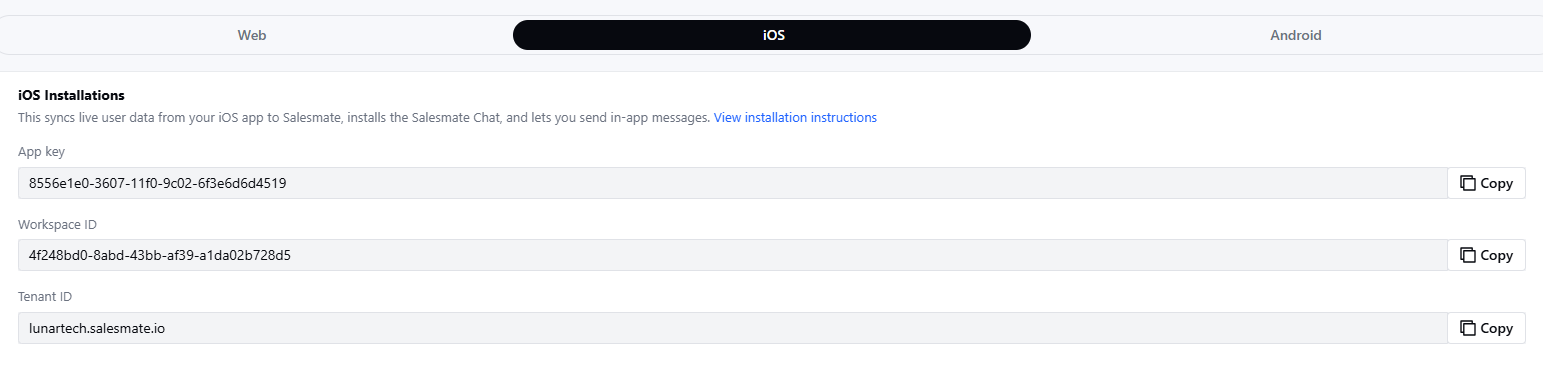 Web
iOS
Android
iOS Installations
This syncs live user data from your iOS app to Salesmate, installs the Salesmate Chat, and lets you send in-app messages. View installation instructions
App key
8556e1e0-3607-11f0-9c02-6f3e6d6d4519
Copy
Workspace ID
4f248bd0-8abd-43bb-af39-a1da02b728d5
Copy
Tenant ID
lunartech.salesmate.io
Copy